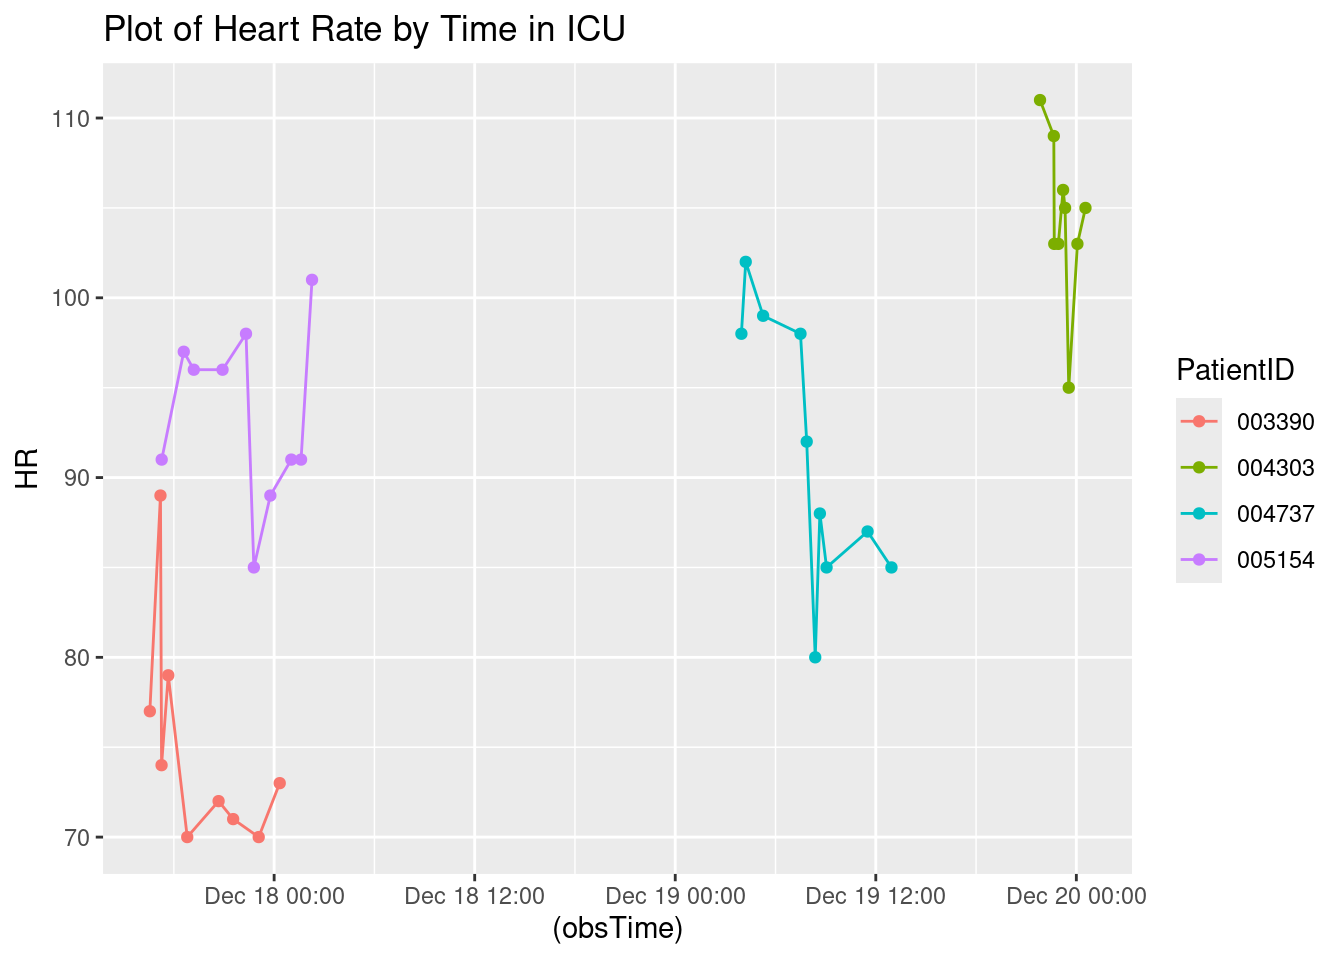 Plot of Heart Rate by Time in ICU
110
100
90
80
70
HR
Dec 18 00:00 Dec 18 12:00 Dec 19 00:00 Dec 19 12:00 Dec 20 00:00
(obsTime)
PatientID
003390
004303
004737
005154